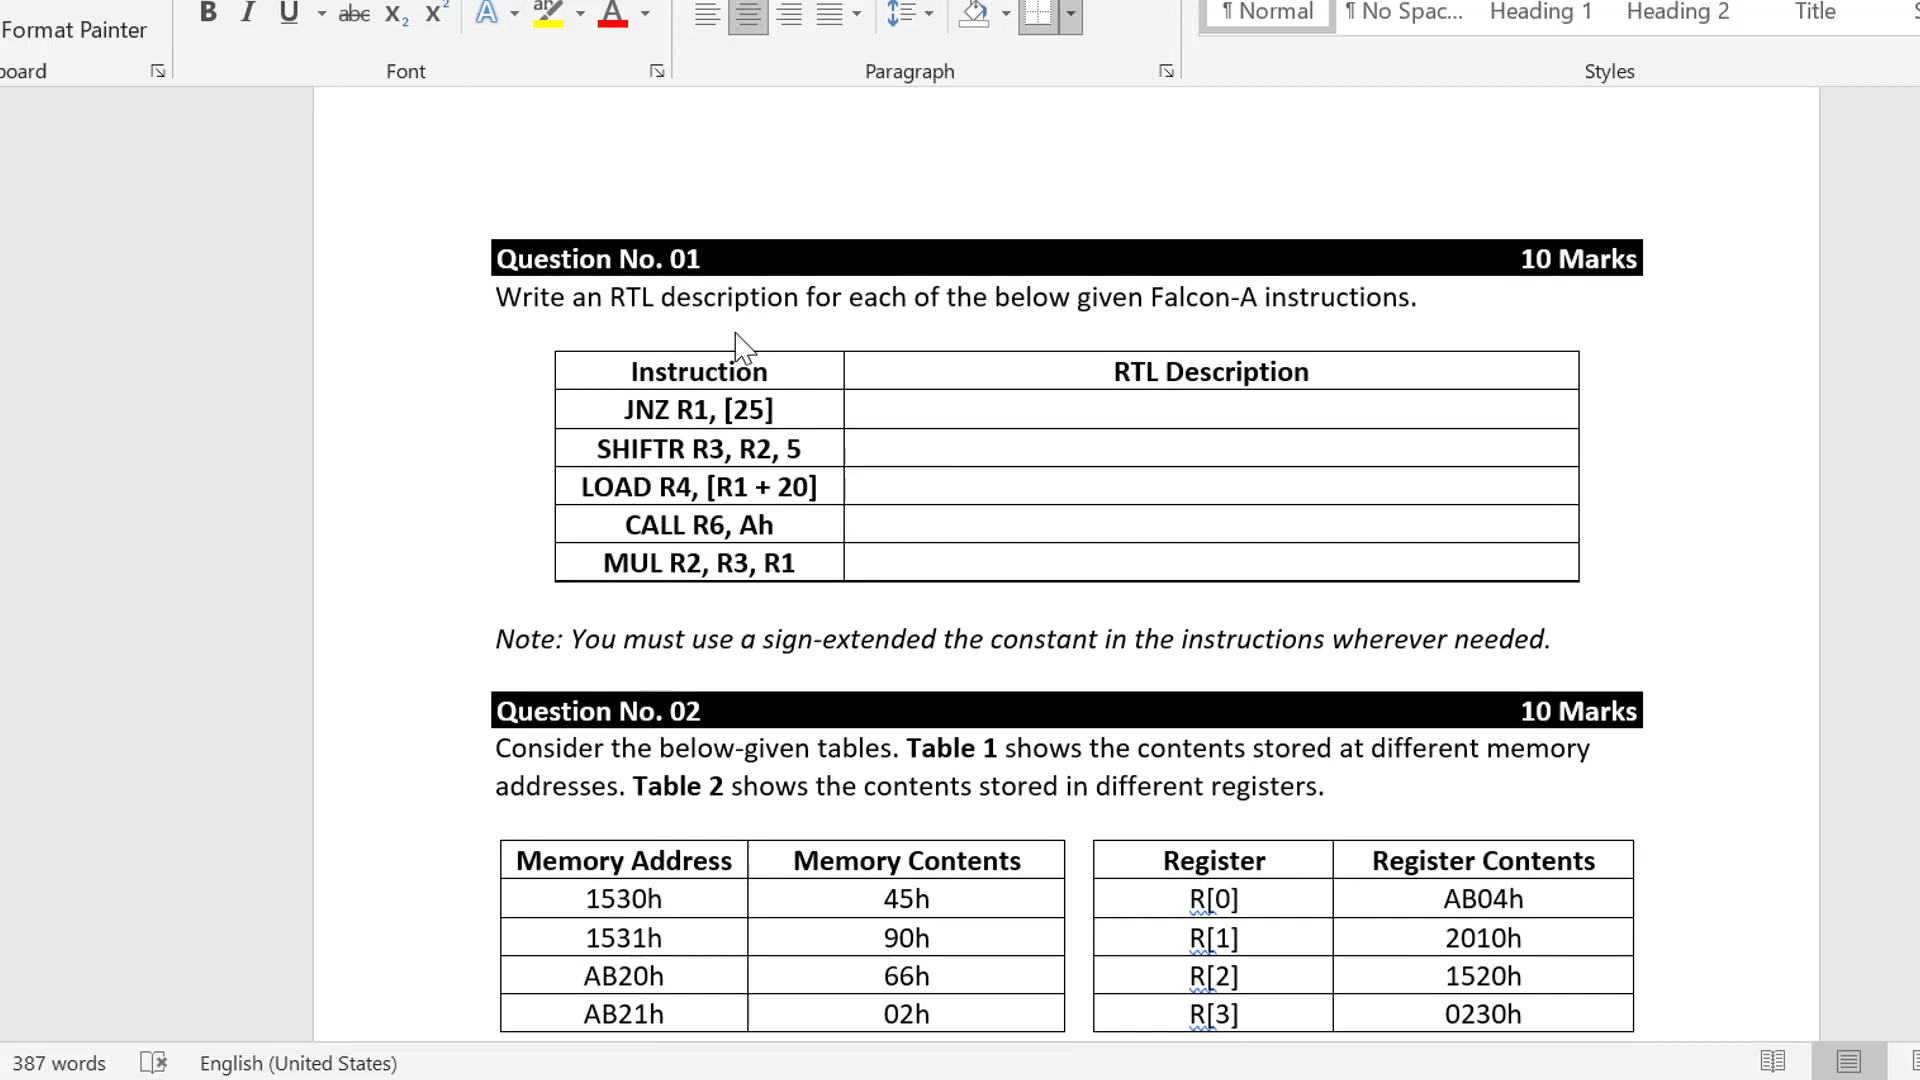 B I U abc X₂ X² A ab A ¶ Normal ¶ No Spac... Heading 1 Heading 2 Title
Format Painter
board Font Paragraph Styles
Question No. 01 10 Marks
Write an RTL description for each of the below given Falcon-A instructions.
Instruction RTL Description
JNZ R1, [25]
SHIFTR R3, R2, 5
LOAD R4, [R1 + 20]
CALL R6, Ah
MUL R2, R3, R1
Note: You must use a sign-extended the constant in the instructions wherever needed.
Question No. 02 10 Marks
Consider the below-given tables. Table 1 shows the contents stored at different memory
addresses. Table 2 shows the contents stored in different registers.
Memory Address Memory Contents Register Register Contents
1530h 45h R[0] AB04h
1531h 90h R[1] 2010h
AB20h 66h R[2] 1520h
AB21h 02h R[3] 0230h
387 words English (United States)